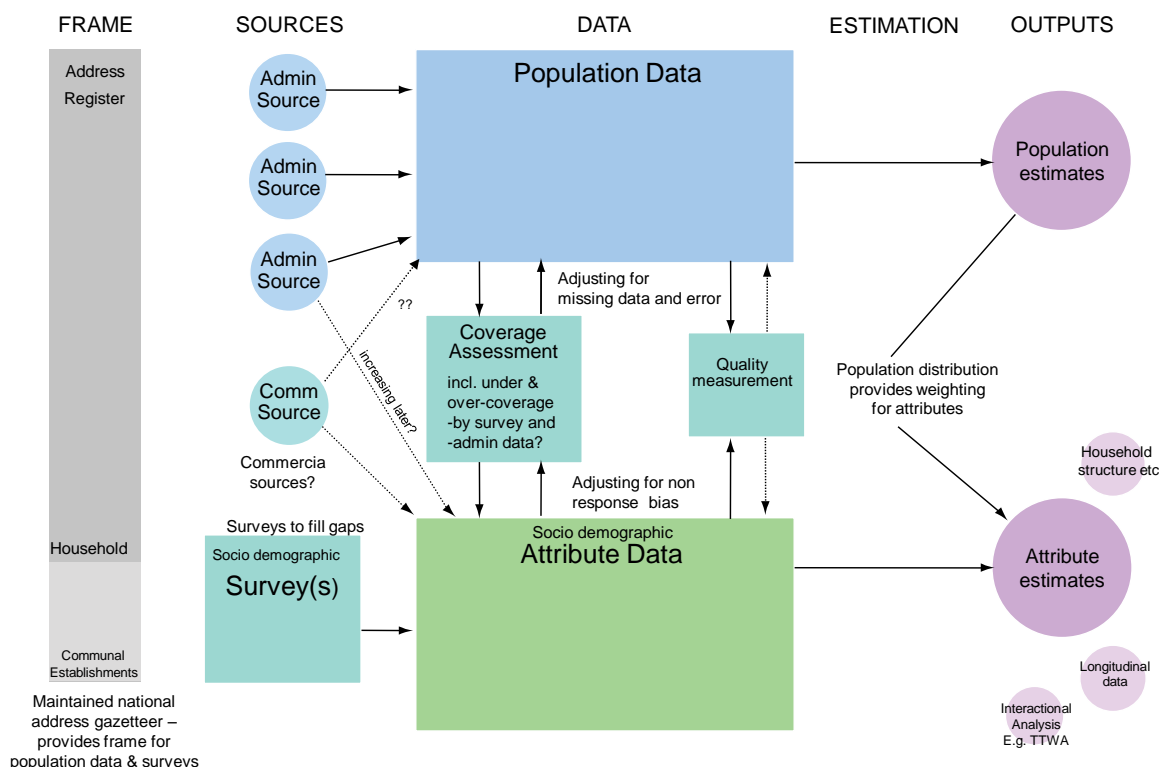 FRAME
SOURCES
DATA
ESTIMATION
OUTPUTS
Address
Register
Household
Communal
Establishments
Maintained national
address gazetteer –
provides frame for
population data & surveys
Admin
Source
Admin
Source
Admin
Source
Comm
Source
Commercia
sources?
??
increasing later?
Surveys to fill gaps
Socio demographic
Survey(s)
Population Data
Adjusting for
missing data and error
Coverage
Assessment
incl. under &
over-coverage
-by survey and
-admin data?
Quality
measurement
Adjusting for non
response bias
Socio demographic
Attribute Data
Population distribution
provides weighting
for attributes
Population
estimates
Household
structure etc
Attribute
estimates
Longitudinal
data
Interactional
Analysis
E.g. TTWA